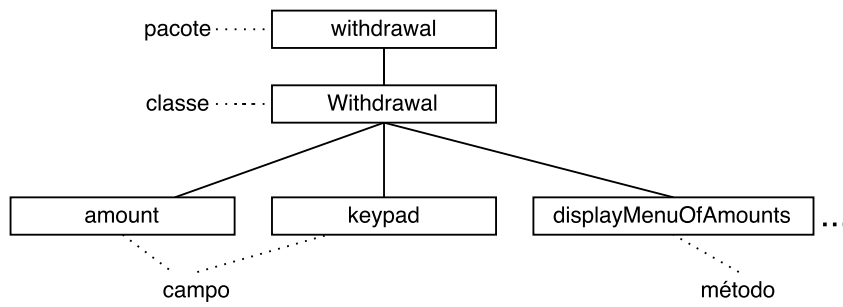 pacote withdrawal
classe Withdrawal
amount keypad displayMenuOfAmounts ...
campo método